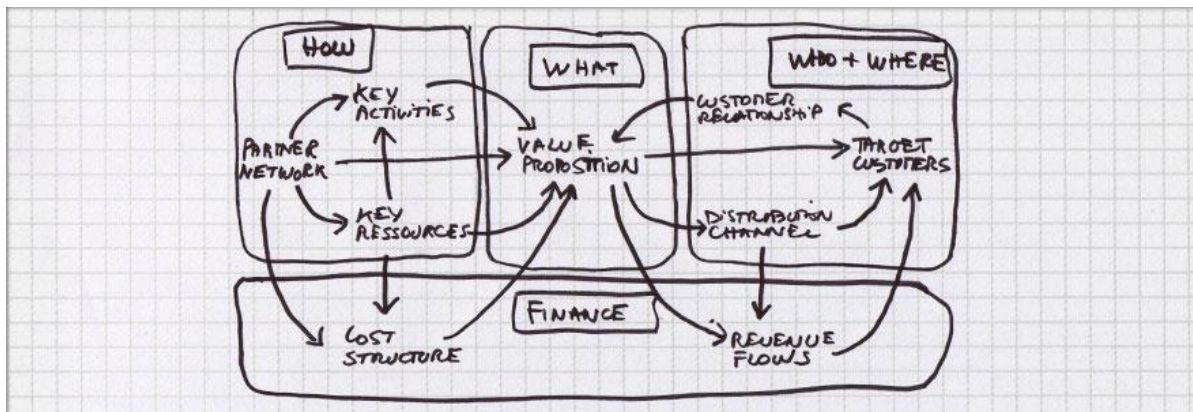 HOW
KEY
ACTIVITIES
PARTNER
NETWORK
KEY
RESSOURCES
WHAT
VALUE
PROPOSITION
WHO + WHERE
CUSTOMER
RELATIONSHIP
TARGET
CUSTOMERS
DISTRIBUTION
CHANNEL
FINANCE
COST
STRUCTURE
REVENUE
FLOWS